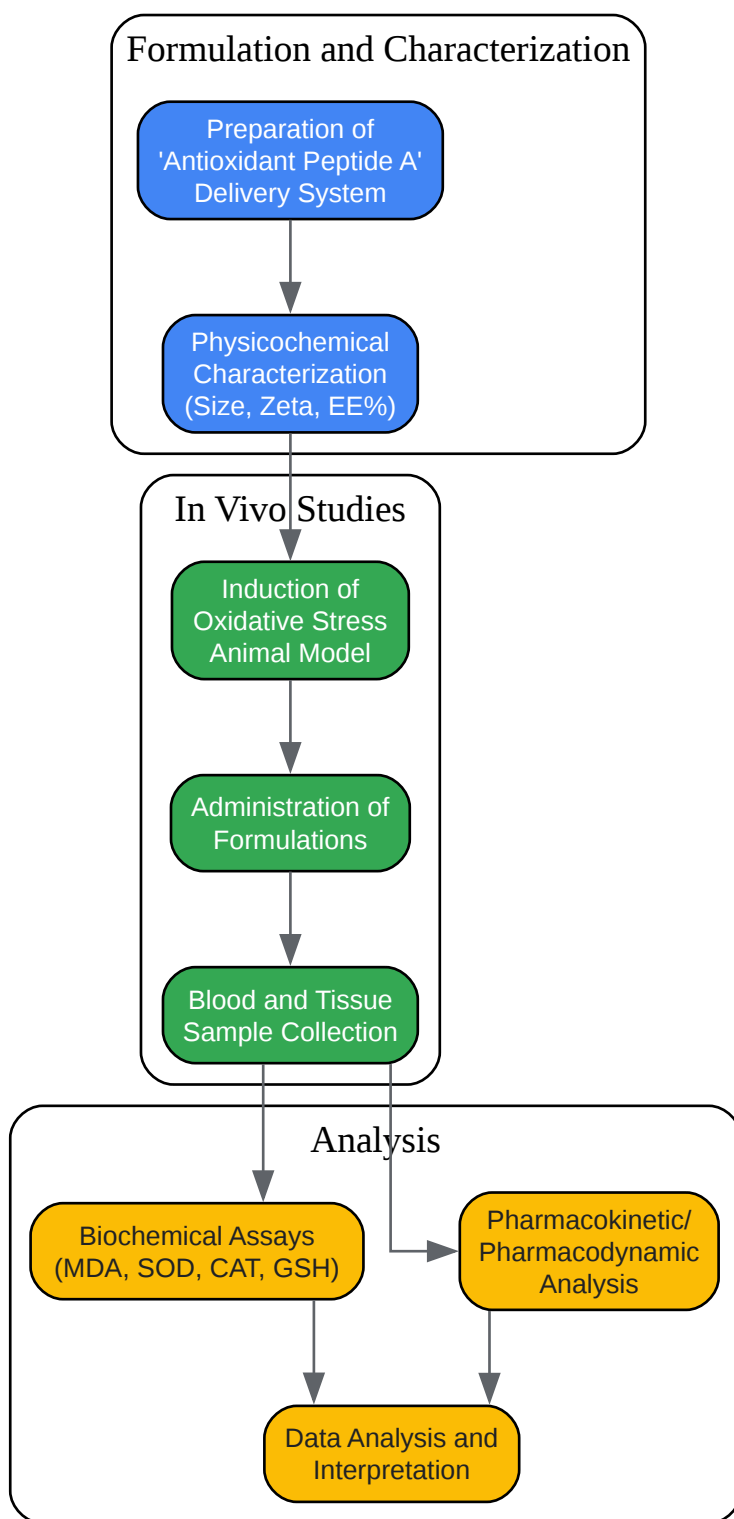 Formulation and Characterization
Preparation of
'Antioxidant Peptide A'
Delivery System
Physicochemical
Characterization
(Size, Zeta, EE%)
In Vivo Studies
Induction of
Oxidative Stress
Animal Model
Administration of
Formulations
Blood and Tissue
Sample Collection
Analysis
Biochemical Assays
(MDA, SOD, CAT, GSH)
Pharmacokinetic/
Pharmacodynamic
Analysis
Data Analysis and
Interpretation